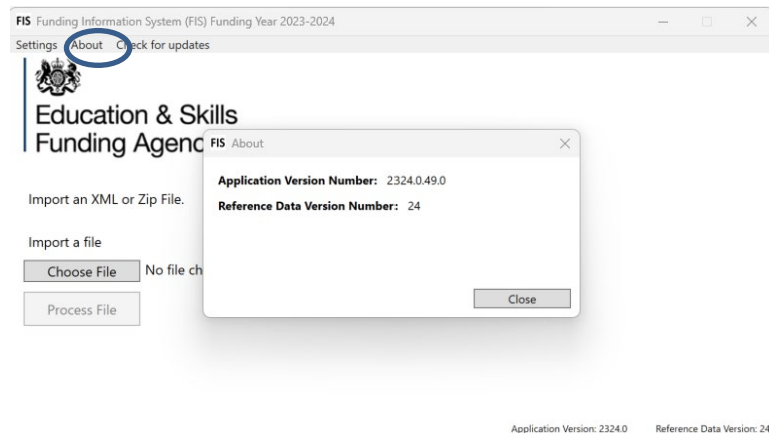 FIS Funding Information System (FIS) Funding Year 2023-2024
Settings About Check for updates
Education & Skills
Funding Agenc
FIS About
Application Version Number: 2324.0.49.0
Reference Data Version Number: 24
Import an XML or Zip File.
Import a file
Choose File No file ch
Close
Process File
Application Version: 2324.0 Reference Data Version: 24